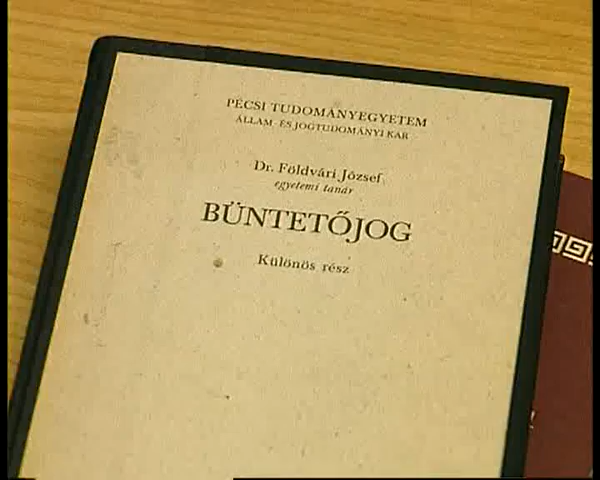 PÉCSI TUDOMÁNYEGYETEM
ÁLLAM- ÉS JOGTUDOMÁNYI KAR
Dr. Földvári József
egyetemi tanár
BÜNTETŐJOG
Különös rész